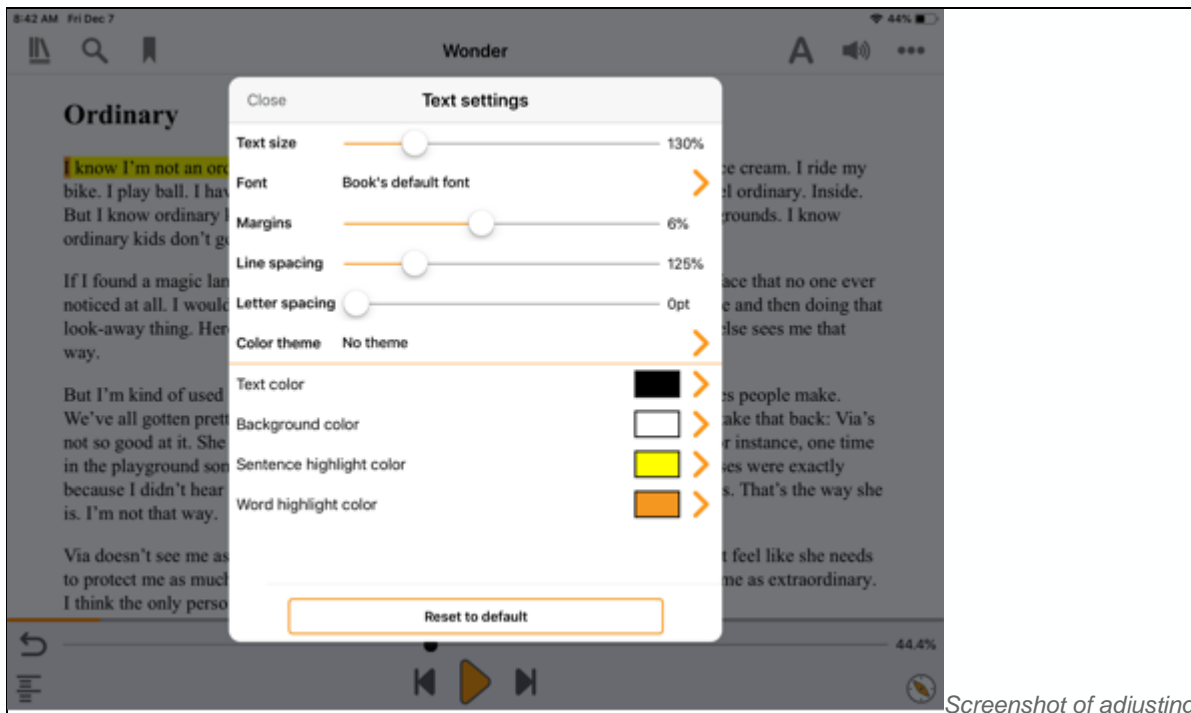 8:42 AM Fri Dec 7 44%
Wonder A
Close Text settings
Ordinary
Text size 130%
I know I'm not an ce cream. I ride my
Font Book's default font
bike. I play ball. I hav el ordinary. Inside.
But I know ordinary rounds. I know
Margins 6%
ordinary kids don't g
Line spacing 125%
If I found a magic lan ace that no one ever
noticed at all. I would e and then doing that
Letter spacing 0pt
look-away thing. Her else sees me that
way.
Color theme No theme
Text color
But I'm kind of used es people make.
We've all gotten prett ake that back: Via's
Background color
not so good at it. She r instance, one time
in the playground son ses were exactly
Sentence highlight color
because I didn't hear s. That's the way she
is. I'm not that way.
Word highlight color
Via doesn't see me as t feel like she needs
to protect me as much me as extraordinary.
I think the only perso
Reset to default
44.4%
Screenshot of adjusting